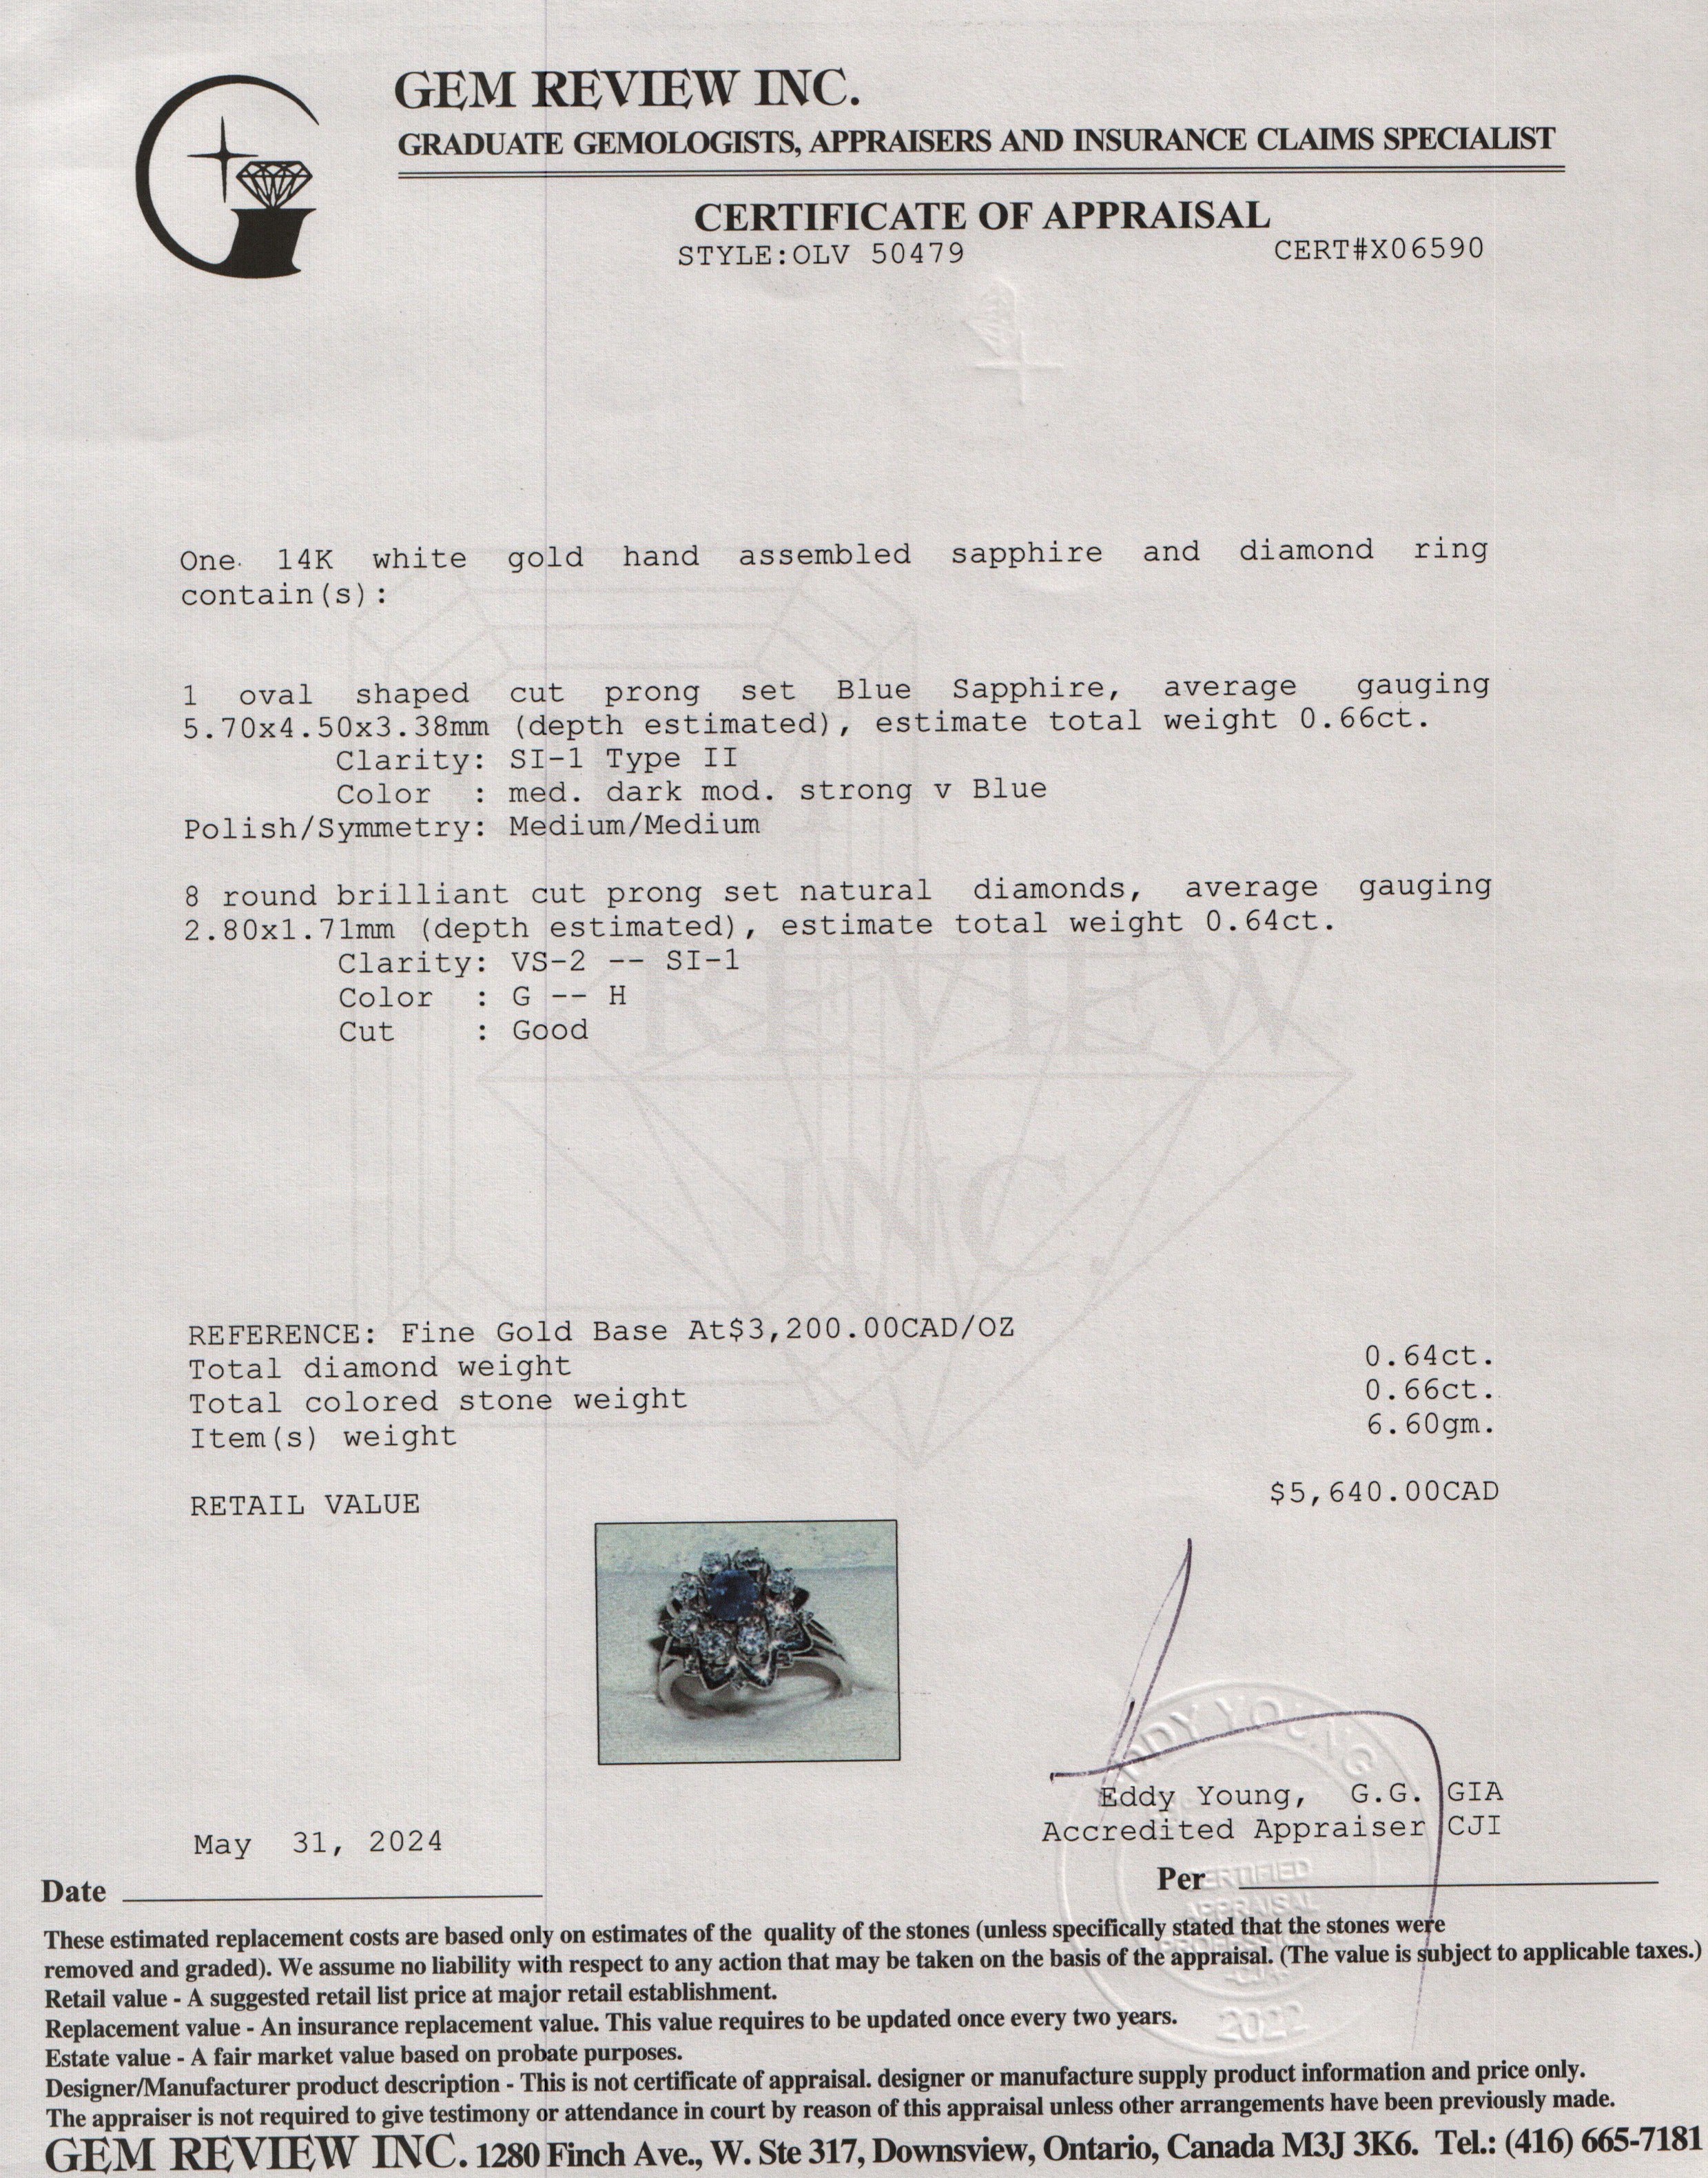 GEM REVIEW INC.
GRADUATE GEMOLOGISTS, APPRAISERS AND INSURANCE CLAIMS SPECIALIST
CERTIFICATE OF APPRAISAL
STYLE:OLV 50479 CERT#X06590
One 14K white gold hand assembled sapphire and diamond ring
contain(s):
1 oval shaped cut prong set Blue Sapphire, average gauging
5.70x4.50x3.38mm (depth estimated), estimate total weight 0.66ct.
Clarity: SI-1 Type II
Color : med. dark mod. strong v Blue
Polish/Symmetry: Medium/Medium
8 round brilliant cut prong set natural diamonds, average gauging
2.80x1.71mm (depth estimated), estimate total weight 0.64ct.
Clarity: VS-2 -- SI-1
Color : G -- H
Cut : Good
REVIEW
INC.
REFERENCE: Fine Gold Base At$3,200.00CAD/OZ
Total diamond weight 0.64ct.
Total colored stone weight 0.66ct.
Item(s) weight 6.60gm.
RETAIL VALUE $5,640.00CAD
EDDY YOUNG
Eddy Young, G.G. GIA
Accredited Appraiser CJI
May 31, 2024
Date
Per
CERTIFIED
APPRAISAL
2022
These estimated replacement costs are based only on estimates of the quality of the stones (unless specifically stated that the stones were
removed and graded). We assume no liability with respect to any action that may be taken on the basis of the appraisal. (The value is subject to applicable taxes.)
Retail value - A suggested retail list price at major retail establishment.
Replacement value - An insurance replacement value. This value requires to be updated once every two years.
Estate value - A fair market value based on probate purposes.
Designer/Manufacturer product description - This is not certificate of appraisal. designer or manufacture supply product information and price only.
The appraiser is not required to give testimony or attendance in court by reason of this appraisal unless other arrangements have been previously made.
GEM REVIEW INC. 1280 Finch Ave., W. Ste 317, Downsview, Ontario, Canada M3J 3K6. Tel.: (416) 665-7181